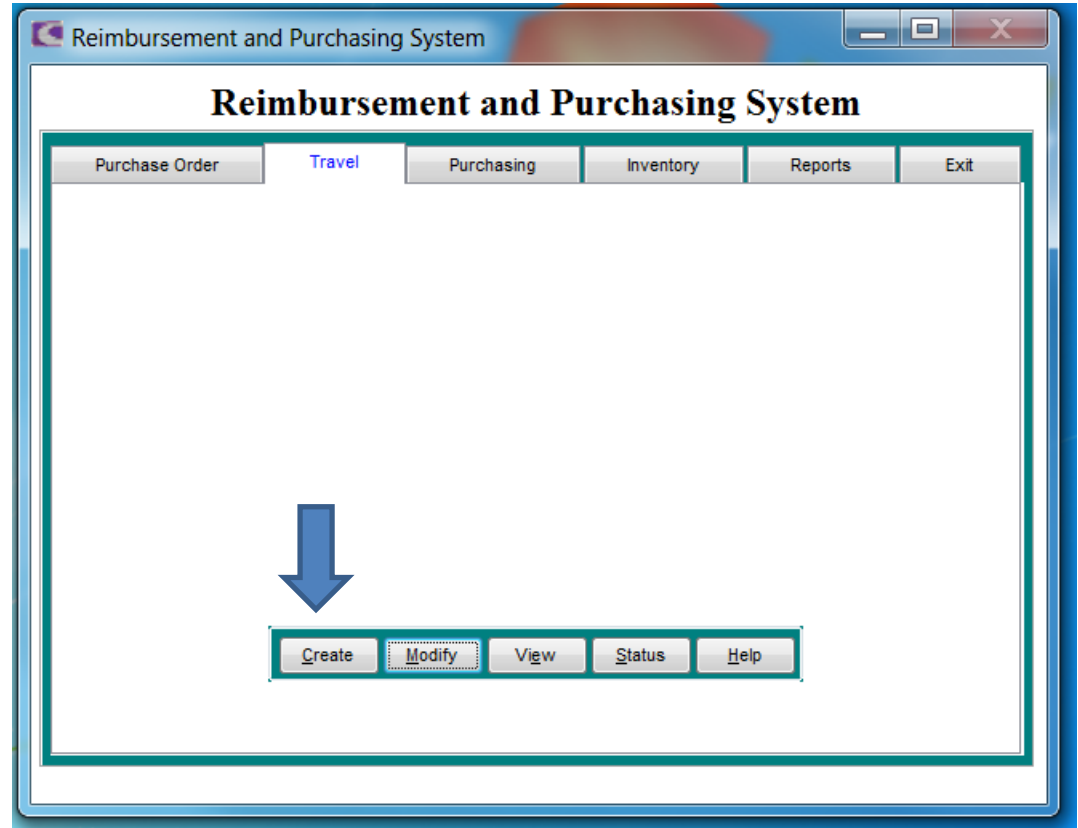 Reimbursement and Purchasing System
Reimbursement and Purchasing System
Purchase Order Travel Purchasing Inventory Reports Exit
Create Modify View Status Help